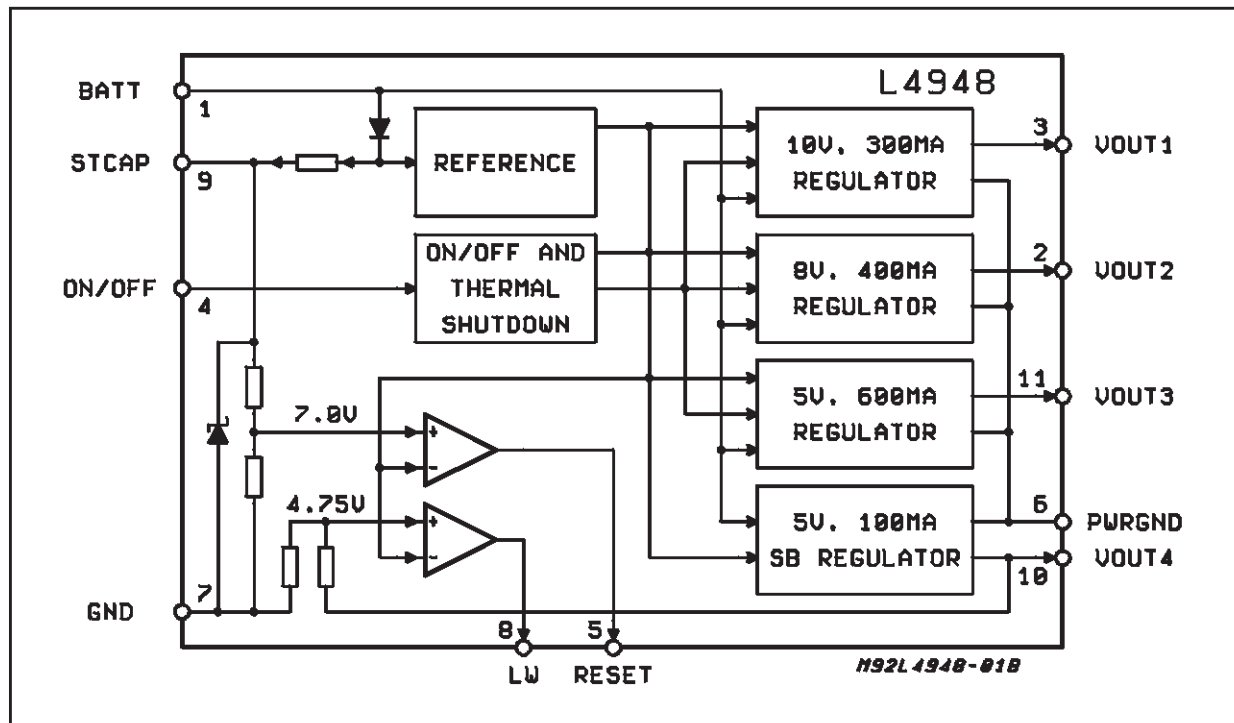 L4948
BATT
1
STCAP
9
ON/OFF
4
REFERENCE
ON/OFF AND
THERMAL
SHUTDOWN
10V, 300MA
REGULATOR
3
VOUT1
8V, 400MA
REGULATOR
2
VOUT2
5V, 600MA
REGULATOR
11
VOUT3
5V, 100MA
SB REGULATOR
6
PWRGND
10
VOUT4
7.0V
+
-
4.75V
+
-
7
GND
8
LW
5
RESET
M92L4948-01B